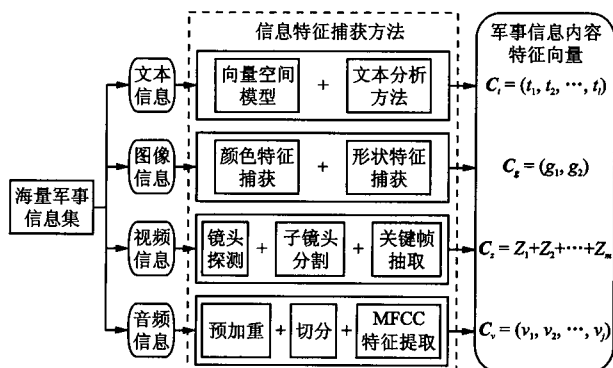 信息特征捕获方法
军事信息内容
特征向量
海量军事
信息集
文本
信息
向量空间
模型
+
文本分析
方法
C_i = (t_1, t_2, …, t_l)
图像
信息
颜色特征
捕获
+
形状特征
捕获
C_g = (g_1, g_2)
视频
信息
镜头
探测
+
子镜头
分割
+
关键帧
抽取
C_z = Z_1+Z_2+…+Z_m
音频
信息
预加重
+
切分
+
MFCC
特征提取
C_v = (v_1, v_2, …, v_j)